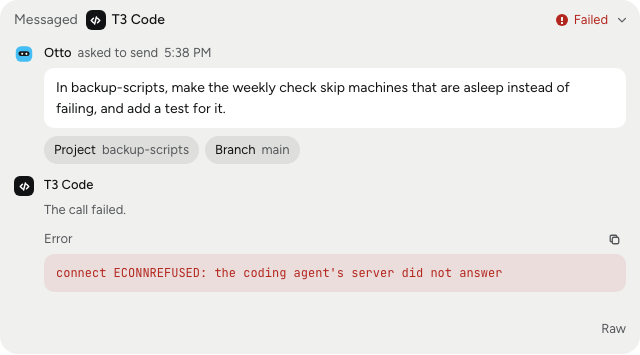 Messaged T3 Code Failed
Otto asked to send 5:38 PM
In backup-scripts, make the weekly check skip machines that are asleep instead of
failing, and add a test for it.
Project backup-scripts Branch main
T3 Code
The call failed.
Error
connect ECONNREFUSED: the coding agent's server did not answer
Raw